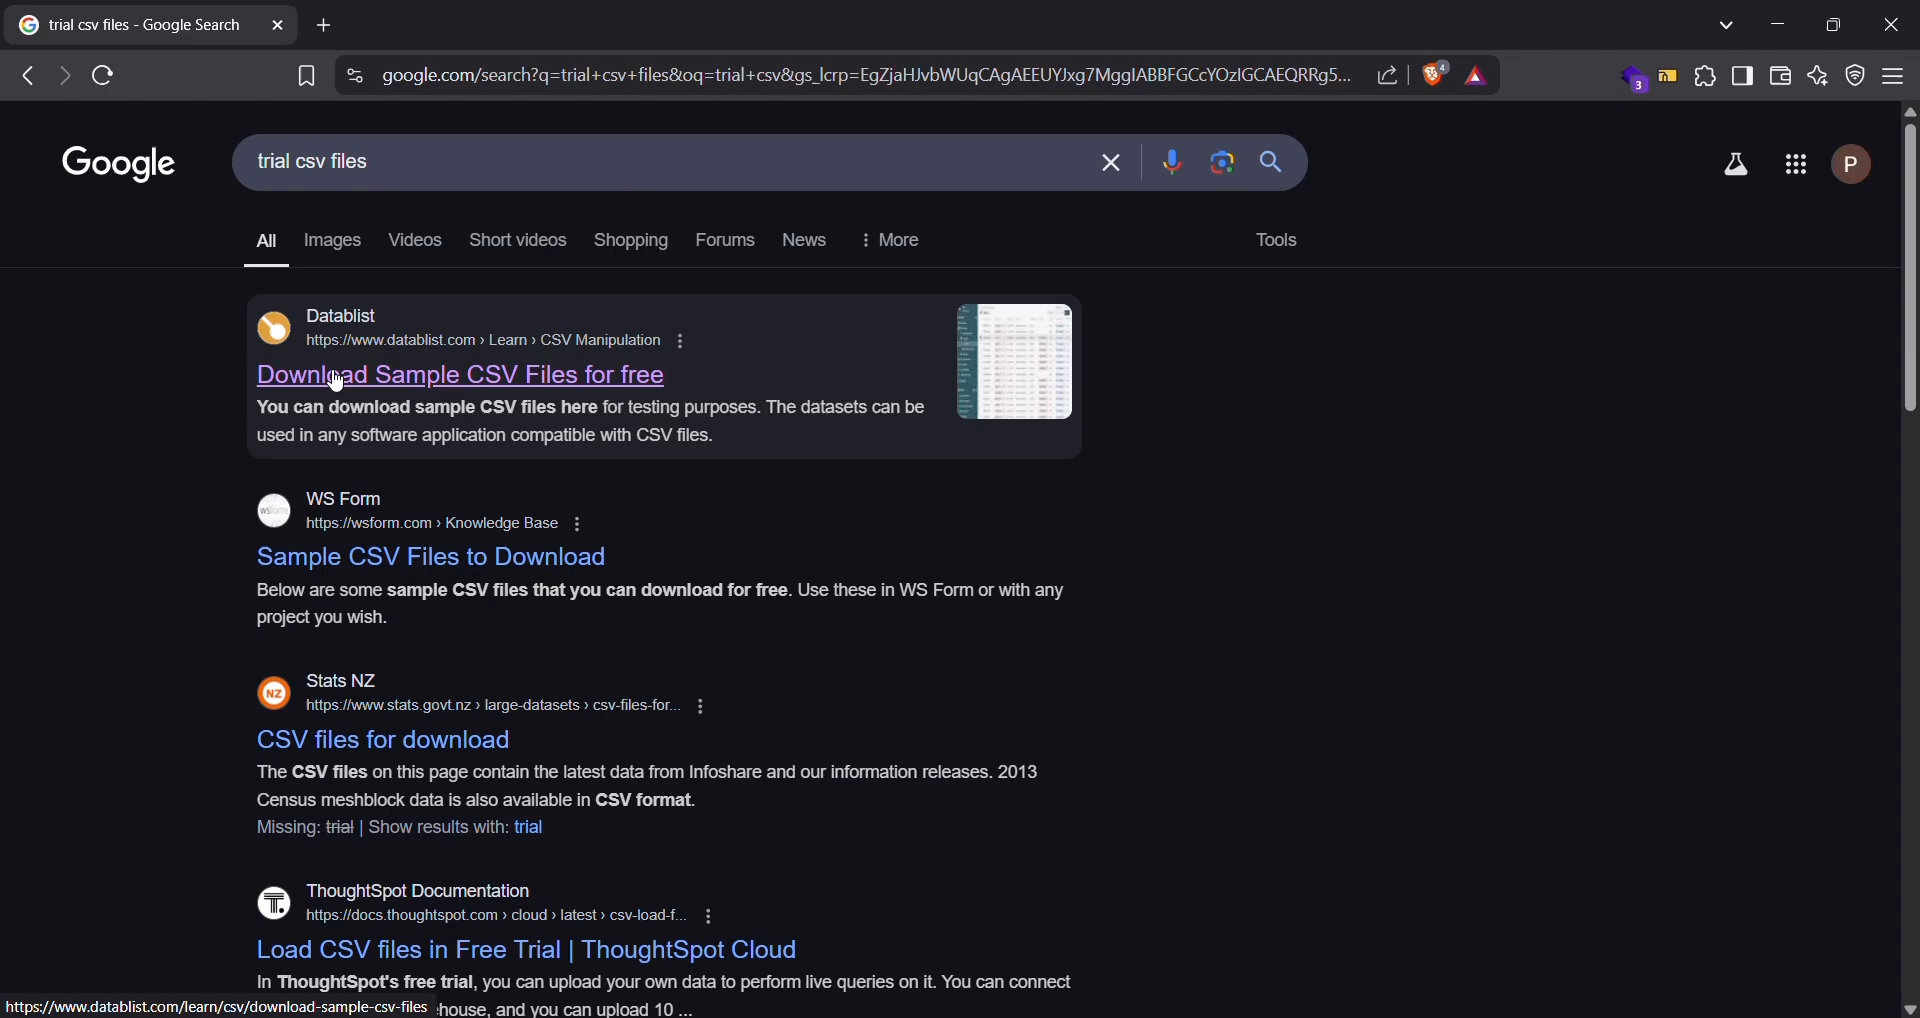 trial csv files - Google Search
google.com/search?q=trial+csv+files&oq=trial+csv&gs_lcrp=EgZjaHJvbWUqCAgAEEUYJxg7MggIABBFGCcYOzIGCAEQRRg5...
4
3
Google
trial csv files
P
All Images Videos Short videos Shopping Forums News More Tools
Datablist
https://www.datablist.com › Learn › CSV Manipulation
Download Sample CSV Files for free
You can download sample CSV files here for testing purposes. The datasets can be
used in any software application compatible with CSV files.
wsform
WS Form
https://wsform.com › Knowledge Base
Sample CSV Files to Download
Below are some sample CSV files that you can download for free. Use these in WS Form or with any
project you wish.
NZ
Stats NZ
https://www.stats.govt.nz › large-datasets › csv-files-for...
CSV files for download
The CSV files on this page contain the latest data from Infoshare and our information releases. 2013
Census meshblock data is also available in CSV format.
Missing: trial | Show results with: trial
T.
ThoughtSpot Documentation
https://docs.thoughtspot.com › cloud › latest › csv-load-f...
Load CSV files in Free Trial | ThoughtSpot Cloud
In ThoughtSpot's free trial, you can upload your own data to perform live queries on it. You can connect
house, and you can upload 10 ...
https://www.datablist.com/learn/csv/download-sample-csv-files